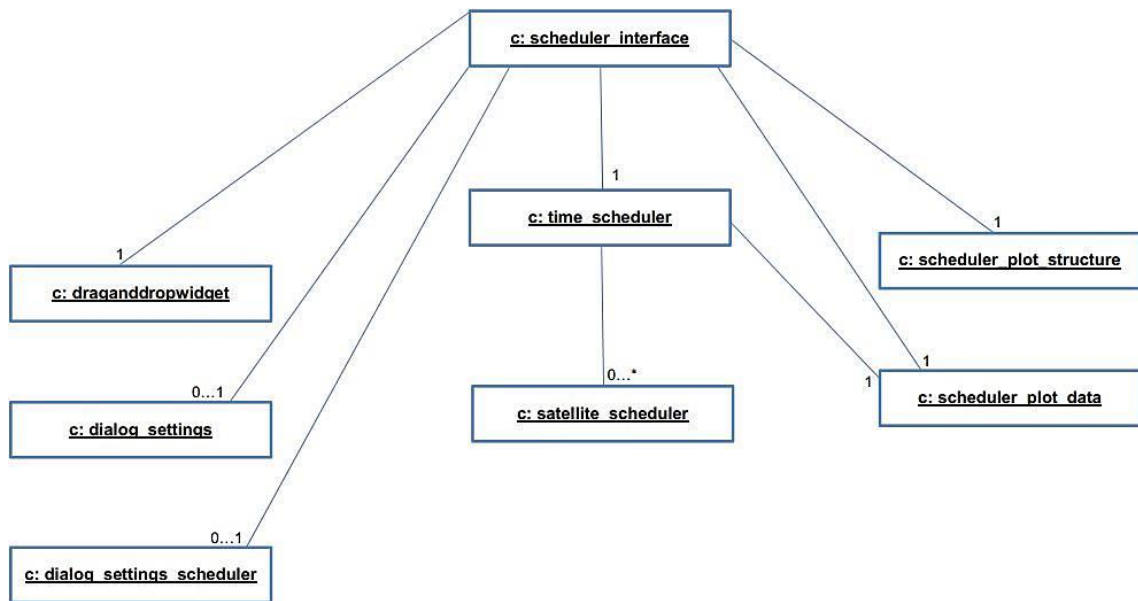 c: scheduler_interface
1
c: time_scheduler
1
c: draganddropwidget
1
c: scheduler_plot_structure
0...1
c: dialog_settings
0...*
c: satellite_scheduler
1
1
c: scheduler_plot_data
0...1
c: dialog_settings_scheduler